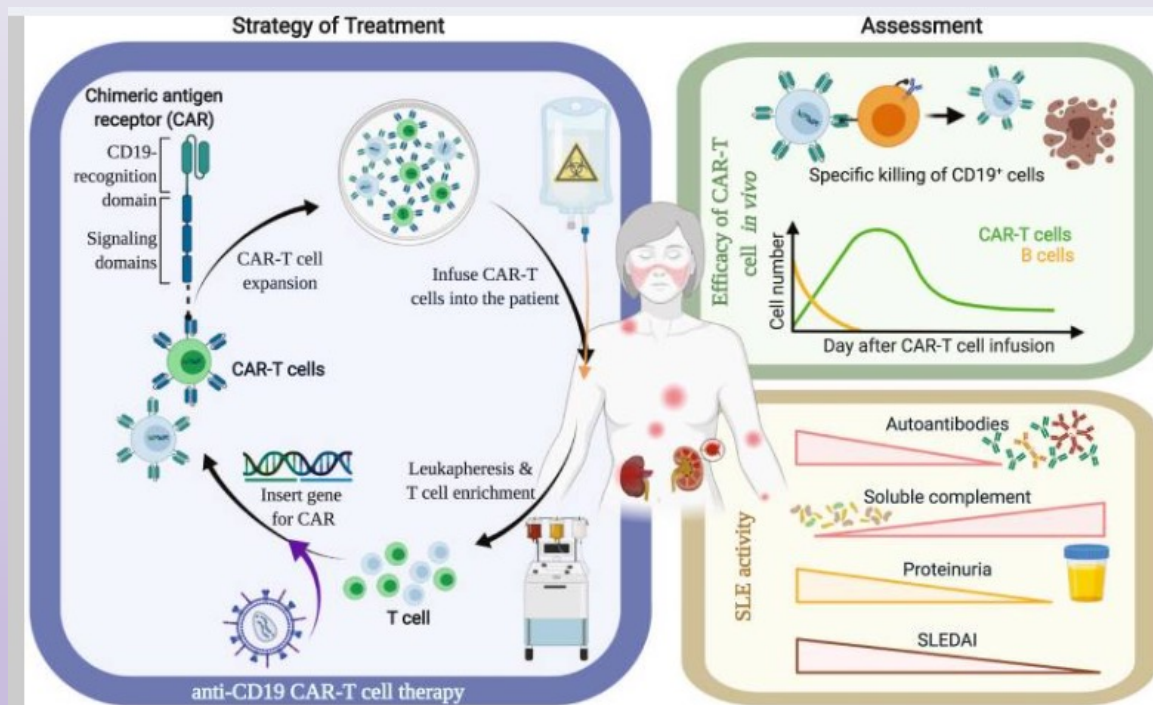 Strategy of Treatment
Chimeric antigen
receptor (CAR)
CD19-
recognition
domain
Signaling
domains
CAR-T cell
expansion
Infuse CAR-T
cells into the patient
CAR-T cells
Insert gene
for CAR
Leukapheresis &
T cell enrichment
T cell
anti-CD19 CAR-T cell therapy
Assessment
Efficacy of CAR-T
cell in vivo
Specific killing of CD19⁺ cells
CAR-T cells
B cells
Cell number
Day after CAR-T cell infusion
SLE activity
Autoantibodies
Soluble complement
Proteinuria
SLEDAI